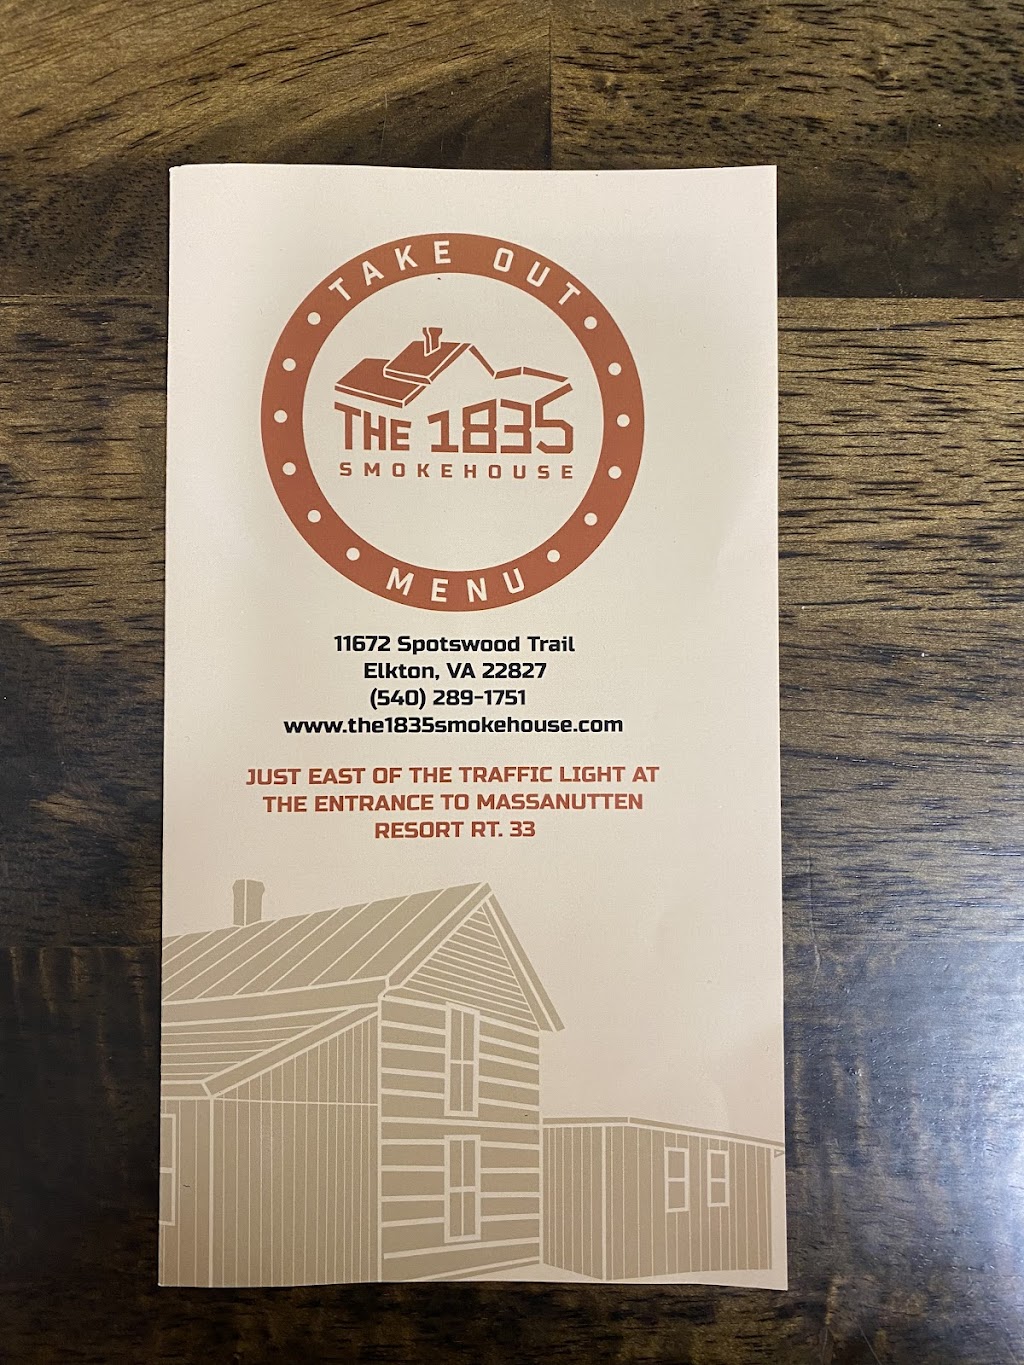 TAKE OUT
THE 1835
SMOKEHOUSE
MENU
11672 Spotswood Trail
Elkton, VA 22827
(540) 289-1751
www.the1835smokehouse.com
JUST EAST OF THE TRAFFIC LIGHT AT
THE ENTRANCE TO MASSANUTTEN
RESORT RT. 33